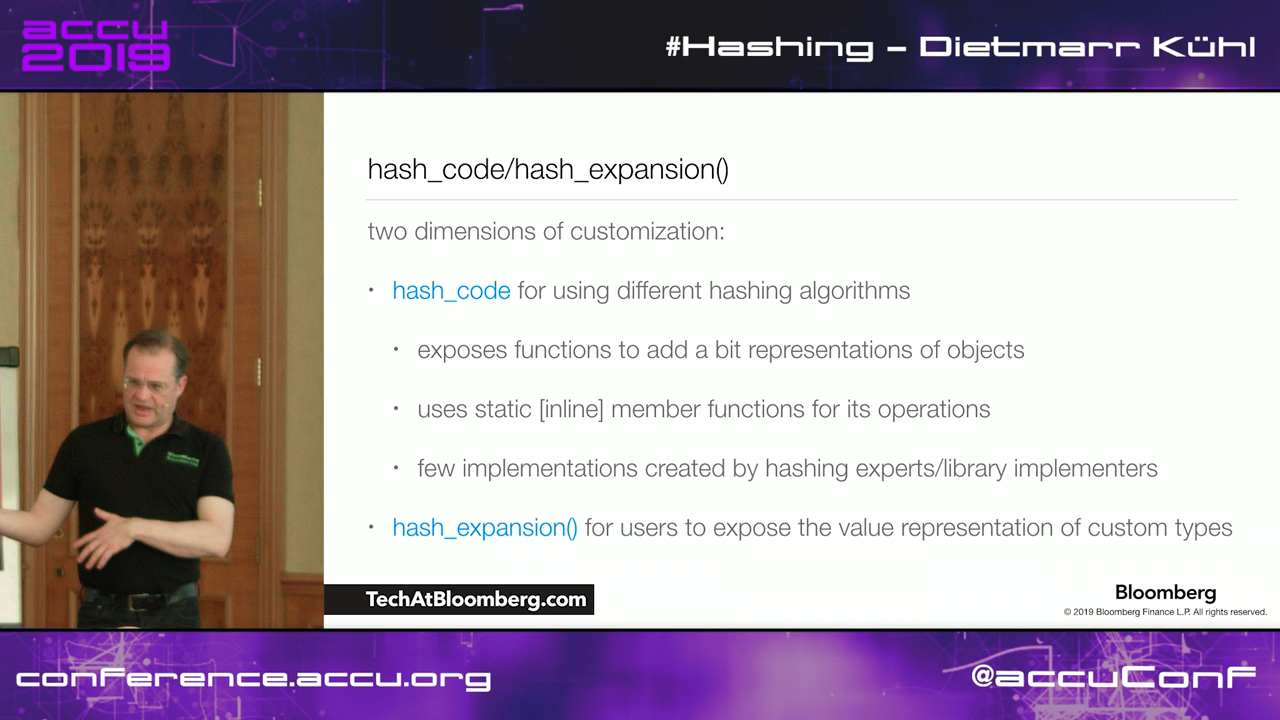 accu
2019
#Hashing – Dietmarr Kühl
hash_code/hash_expansion()
two dimensions of customization:
• hash_code for using different hashing algorithms
• exposes functions to add a bit representations of objects
• uses static [inline] member functions for its operations
• few implementations created by hashing experts/library implementers
• hash_expansion() for users to expose the value representation of custom types
TechAtBloomberg.com
Bloomberg
© 2019 Bloomberg Finance L.P. All rights reserved.
conference.accu.org
@accuConf